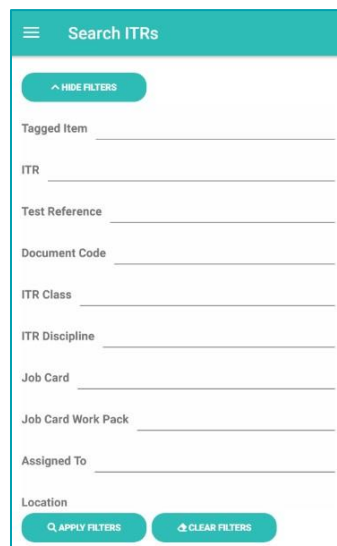 Search ITRs
HIDE FILTERS
Tagged Item
ITR
Test Reference
Document Code
ITR Class
ITR Discipline
Job Card
Job Card Work Pack
Assigned To
Location
APPLY FILTERS
CLEAR FILTERS